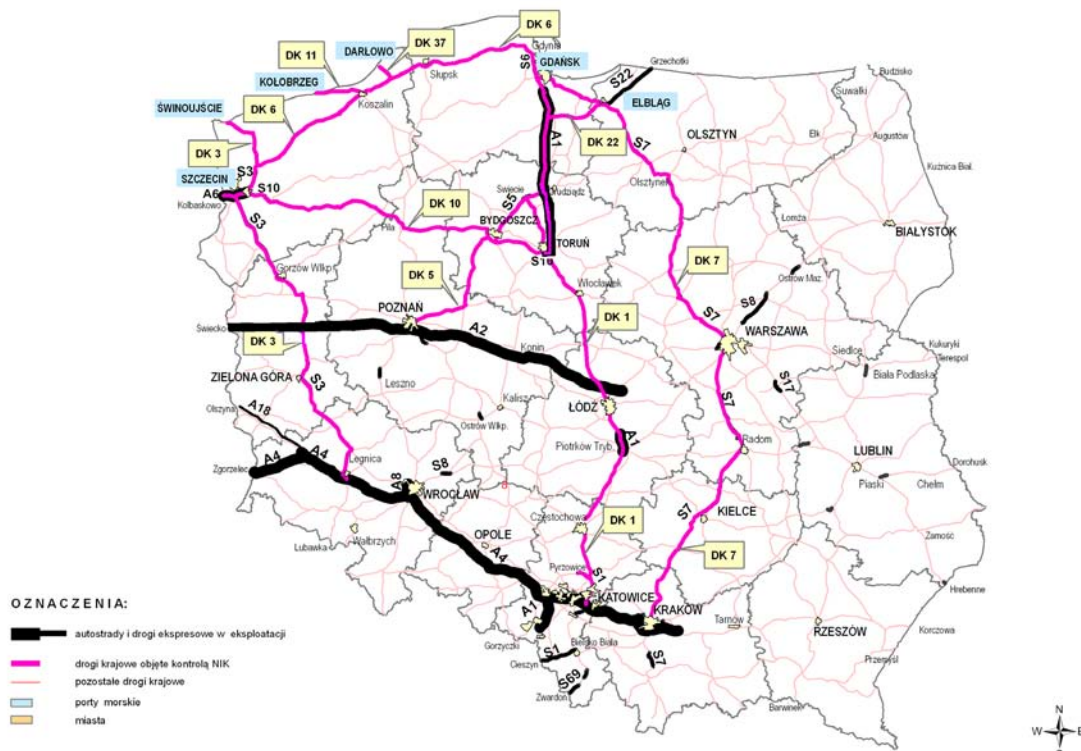 DK 6
DK 37
DK 11
DARŁOWO
Gdynia
S6
GDAŃSK
Słupsk
Grzechotki
S22
Budzisko
KOŁOBRZEG
Koszalin
ELBLĄG
Suwałki
ŚWINOUJŚCIE
DK 6
OLSZTYN
Ełk
Augustów
DK 3
A1
DK 22
S7
Kuźnica Biał.
SZCZECIN
S3
Olsztynek
A6
S10
Kołbaskowo
Świecie
Grudziądz
S5
Łomża
S3
DK 10
BYDGOSZCZ
BIAŁYSTOK
Piła
TORUŃ
S10
Gorzów Wlkp.
DK 5
Włocławek
DK 7
Ostrów Maz.
S8
POZNAŃ
S7
Świecko
A2
DK 1
WARSZAWA
Kukuryki
DK 3
Konin
Siedlce
Terespol
ZIELONA GÓRA
S3
Leszno
S17
Biała Podlaska
Kalisz
ŁÓDŹ
S7
Olszyna
A18
Ostrów Wlkp.
A1
Piotrków Tryb.
Radom
LUBLIN
Zgorzelec
A4
A4
Legnica
S8
Dorohusk
A8
WROCŁAW
8
Piaski
Chełm
S7
KIELCE
Częstochowa
OPOLE
DK 1
Lubawka
Wałbrzych
A4
DK 7
Zamość
Pyrzowice
S1
Hrebenne
KATOWICE
KRAKÓW
OZNACZENIA:
A1
Tarnów
RZESZÓW
Korczowa
autostrady i drogi ekspresowe w eksploatacji
Gorzyczki
Bielsko Biała
S1
Cieszyn
S7
Przemyśl
drogi krajowe objęte kontrolą NIK
S69
pozostałe drogi krajowe
Zwardoń
porty morskie
Barwinek
miasta
N
W
E